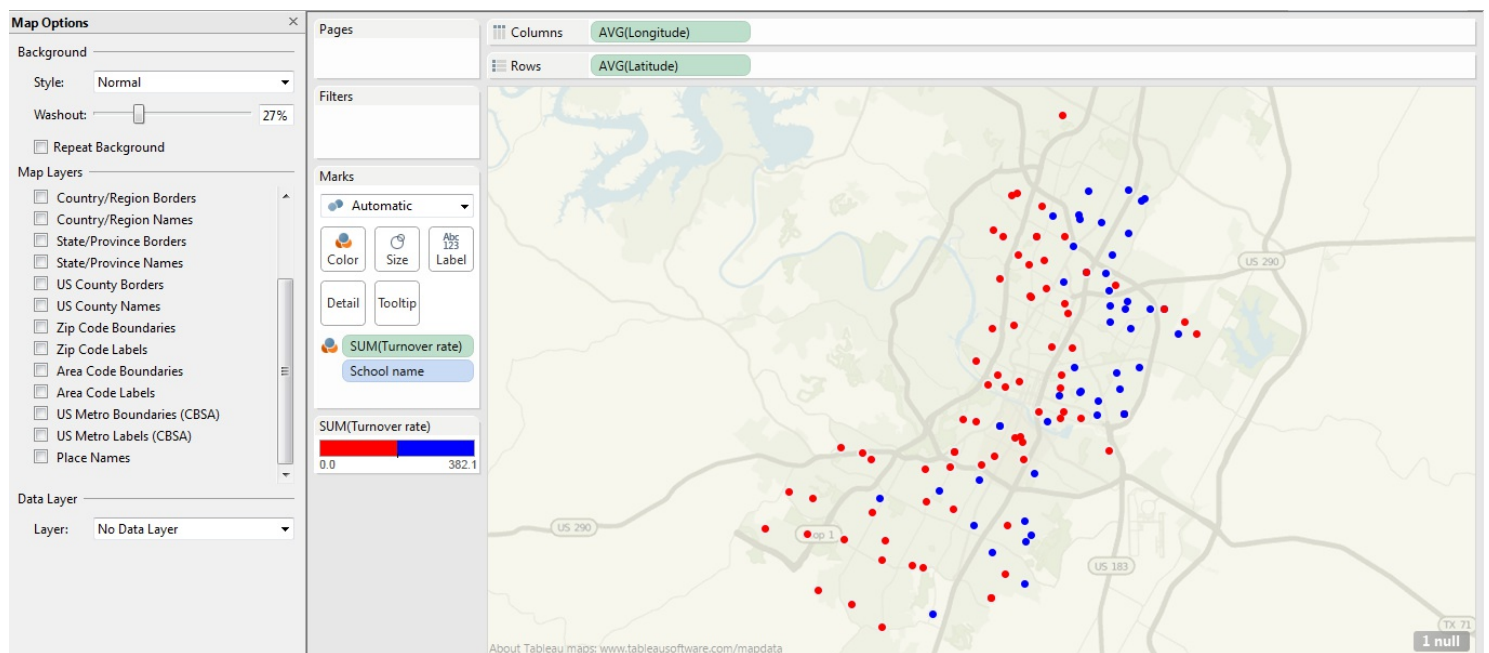 Map Options
Background
Style: Normal
Washout: 27%
Repeat Background
Map Layers
Country/Region Borders
Country/Region Names
State/Province Borders
State/Province Names
US County Borders
US County Names
Zip Code Boundaries
Zip Code Labels
Area Code Boundaries
Area Code Labels
US Metro Boundaries (CBSA)
US Metro Labels (CBSA)
Place Names
Data Layer
Layer: No Data Layer
Pages
Filters
Marks
Automatic
Color Size Abc 123 Label
Detail Tooltip
SUM(Turnover rate)
School name
SUM(Turnover rate)
0.0 382.1
Columns AVG(Longitude)
Rows AVG(Latitude)
US 290
US 290
op 1
US 183
TX 71
1 null
About Tableau maps: www.tableausoftware.com/mapdata